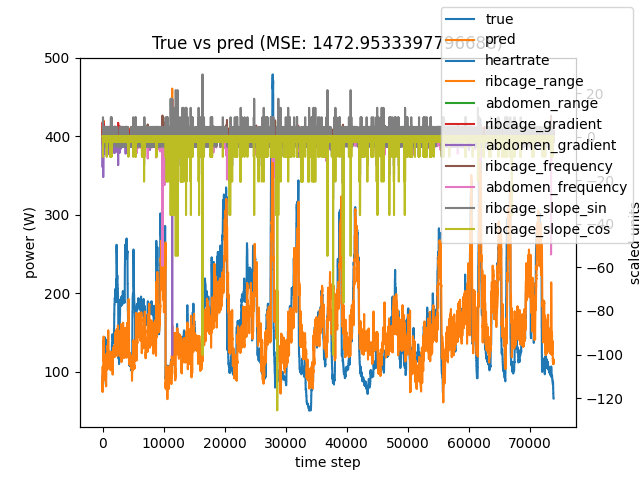 True vs pred (MSE: 1472.9533397796680)
true
pred
heartrate
ribcage_range
abdomen_range
ribcage_gradient
abdomen_gradient
ribcage_frequency
abdomen_frequency
ribcage_slope_sin
ribcage_slope_cos
500
400
300
200
100
power (W)
20
0
−20
−40
−60
−80
−100
−120
scaled units
0
10000
20000
30000
40000
50000
60000
70000
time step